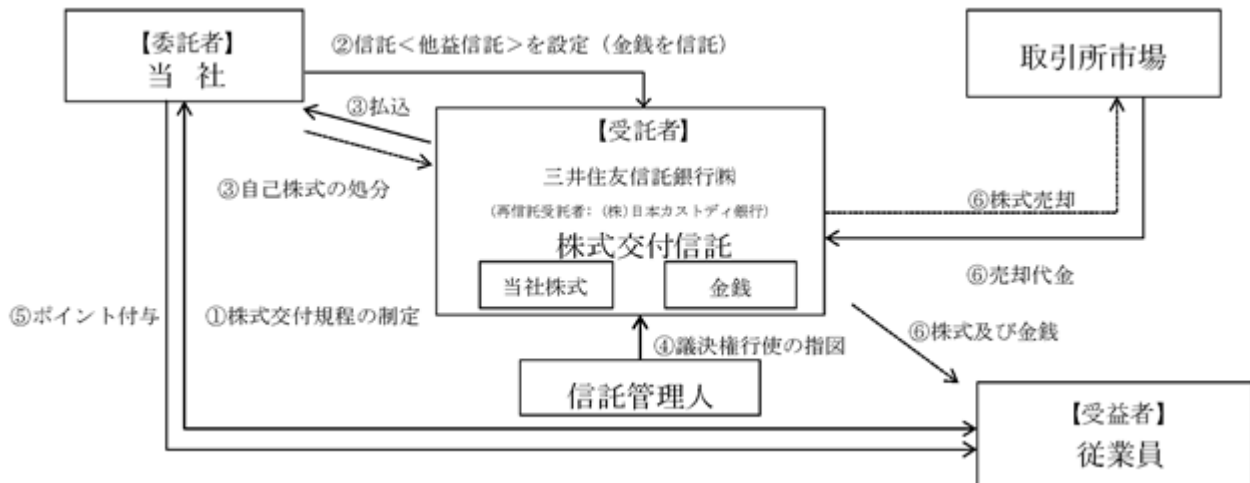 【委託者】
当 社
②信託<他益信託>を設定（金銭を信託）
取引所市場
③払込
【受託者】
三井住友信託銀行㈱
③自己株式の処分
(再信託受託者：(株)日本カストディ銀行)
⑥株式売却
株式交付信託
当社株式
金銭
⑥売却代金
⑤ポイント付与
①株式交付規程の制定
④議決権行使の指図
⑥株式及び金銭
信託管理人
【受益者】
従業員